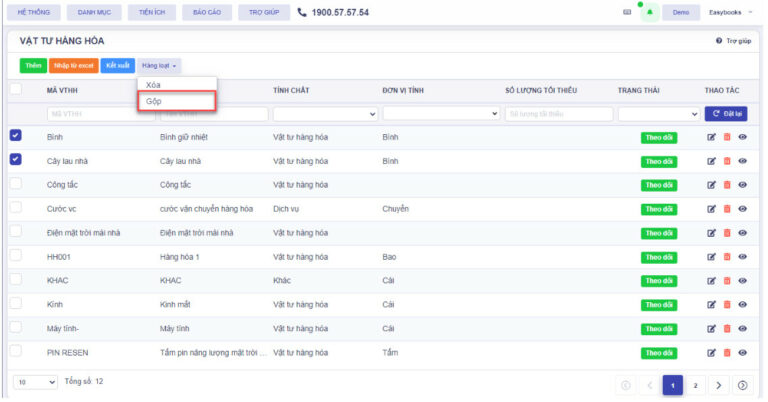 HỆ THỐNG DANH MỤC TIỆN ÍCH BÁO CÁO TRỢ GIÚP 1900.57.57.54 Demo Easybooks
VẬT TƯ HÀNG HÓA Trợ giúp
Thêm Nhập từ excel Kết xuất Hàng loạt
Xóa
Gộp
MÃ VTHH TÍNH CHẤT ĐƠN VỊ TÍNH SỐ LƯỢNG TỒI THIỂU TRẠNG THÁI THAO TÁC
Mã VTHH Số lượng tối thiểu Đặt lại
Bình Bình giữ nhiệt Vật tư hàng hóa Bình Theo dõi
Cây lau nhà Cây lau nhà Vật tư hàng hóa Bình Theo dõi
Công tắc Công tắc Vật tư hàng hóa Theo dõi
Cước vc cước vận chuyển hàng hóa Dịch vụ Chuyến Theo dõi
Điện mặt trời mái nhà Điện mặt trời mái nhà Vật tư hàng hóa Theo dõi
HH001 Hàng hóa 1 Vật tư hàng hóa Bao Theo dõi
KHAC KHAC Khác Cái Theo dõi
Kính Kính mắt Vật tư hàng hóa Cái Theo dõi
Máy tính- Máy tính Vật tư hàng hóa Cái Theo dõi
PIN RESEN Tấm pin năng lượng mặt trời ... Vật tư hàng hóa Tấm Theo dõi
10 Tổng số: 12 1 2